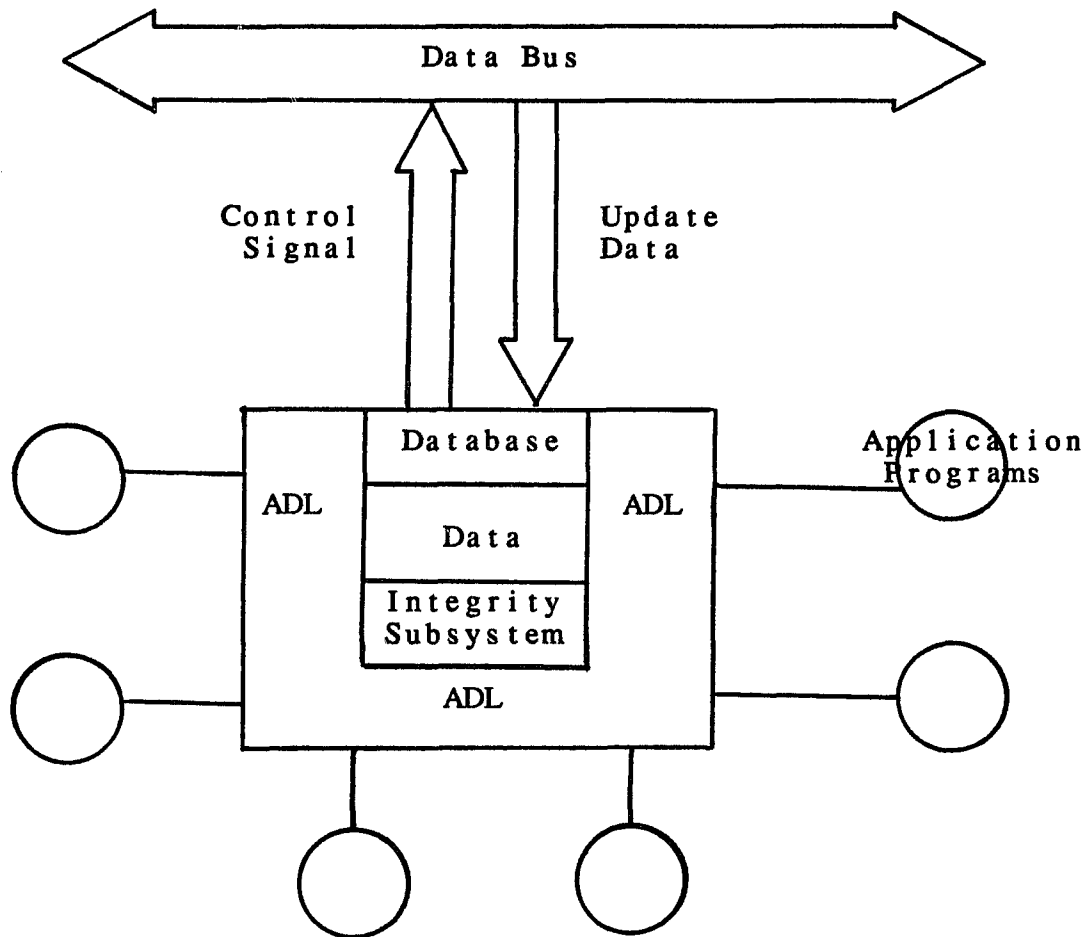 Data Bus
Control
Signal
Update
Data
Database
Application
Programs
ADL
ADL
Data
Integrity
Subsystem
ADL